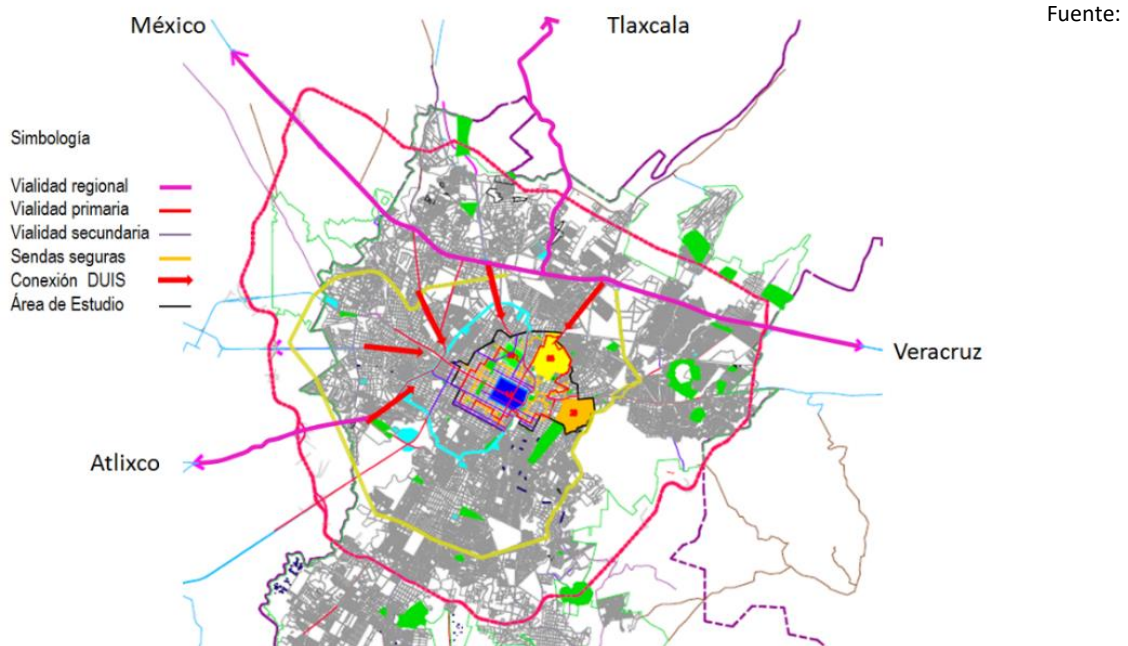 México
Tlaxcala
Fuente:
Simbología
Vialidad regional
Vialidad primaria
Vialidad secundaria
Sendas seguras
Conexión DUIS
Área de Estudio
Veracruz
Atlixco